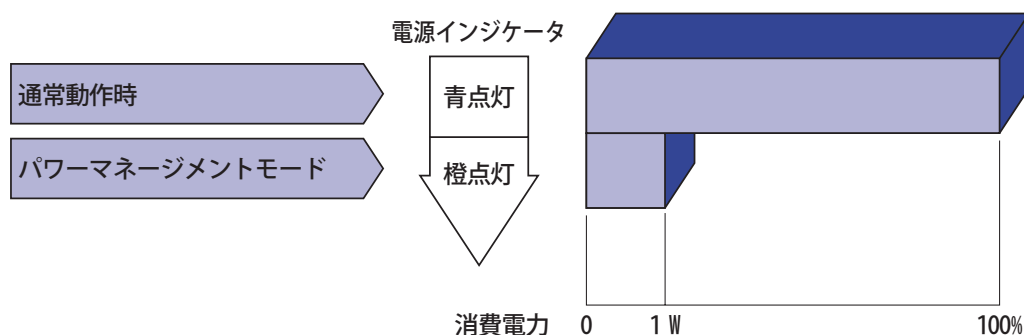 電源インジケータ
通常動作時
青点灯
パワーマネージメントモード
橙点灯
消費電力 0 1 W 100%